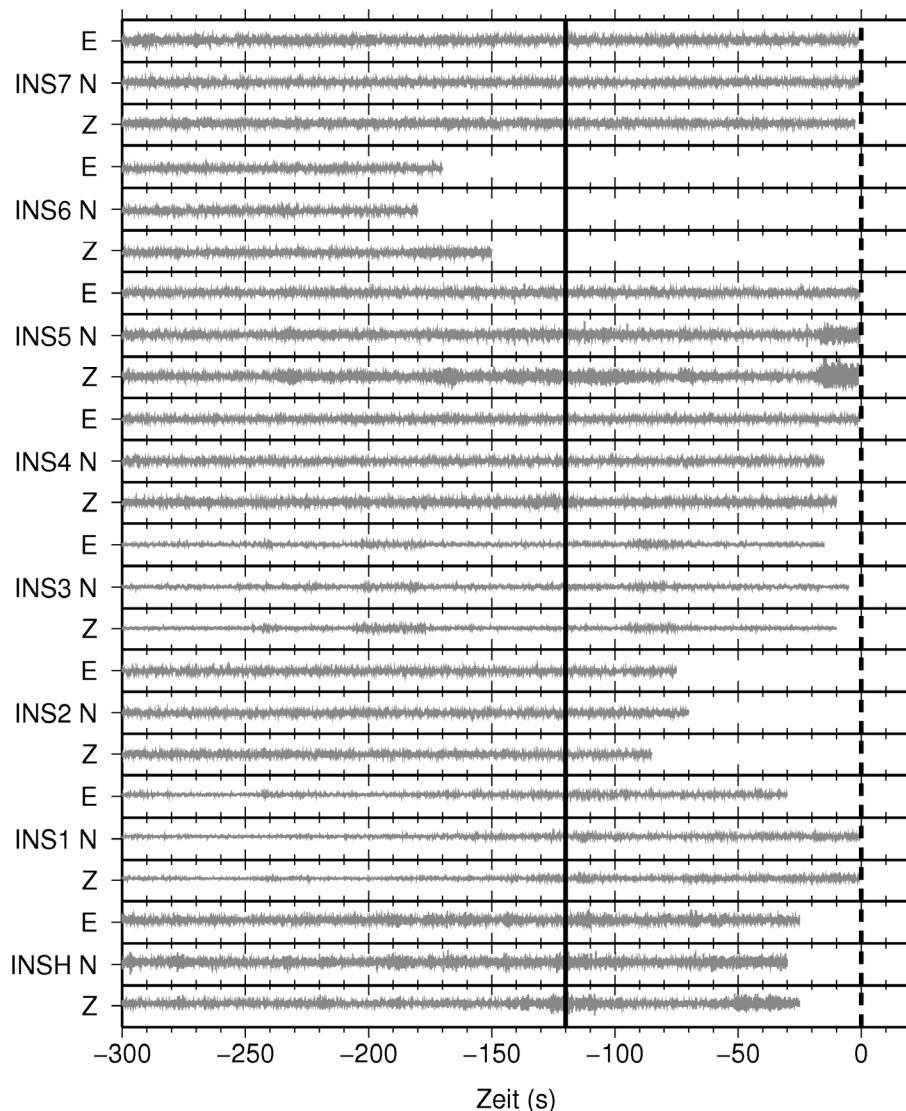 E
INS7 N
Z
E
INS6 N
Z
E
INS5 N
Z
E
INS4 N
Z
E
INS3 N
Z
E
INS2 N
Z
E
INS1 N
Z
E
INSH N
Z
−300 −250 −200 −150 −100 −50 0
Zeit (s)